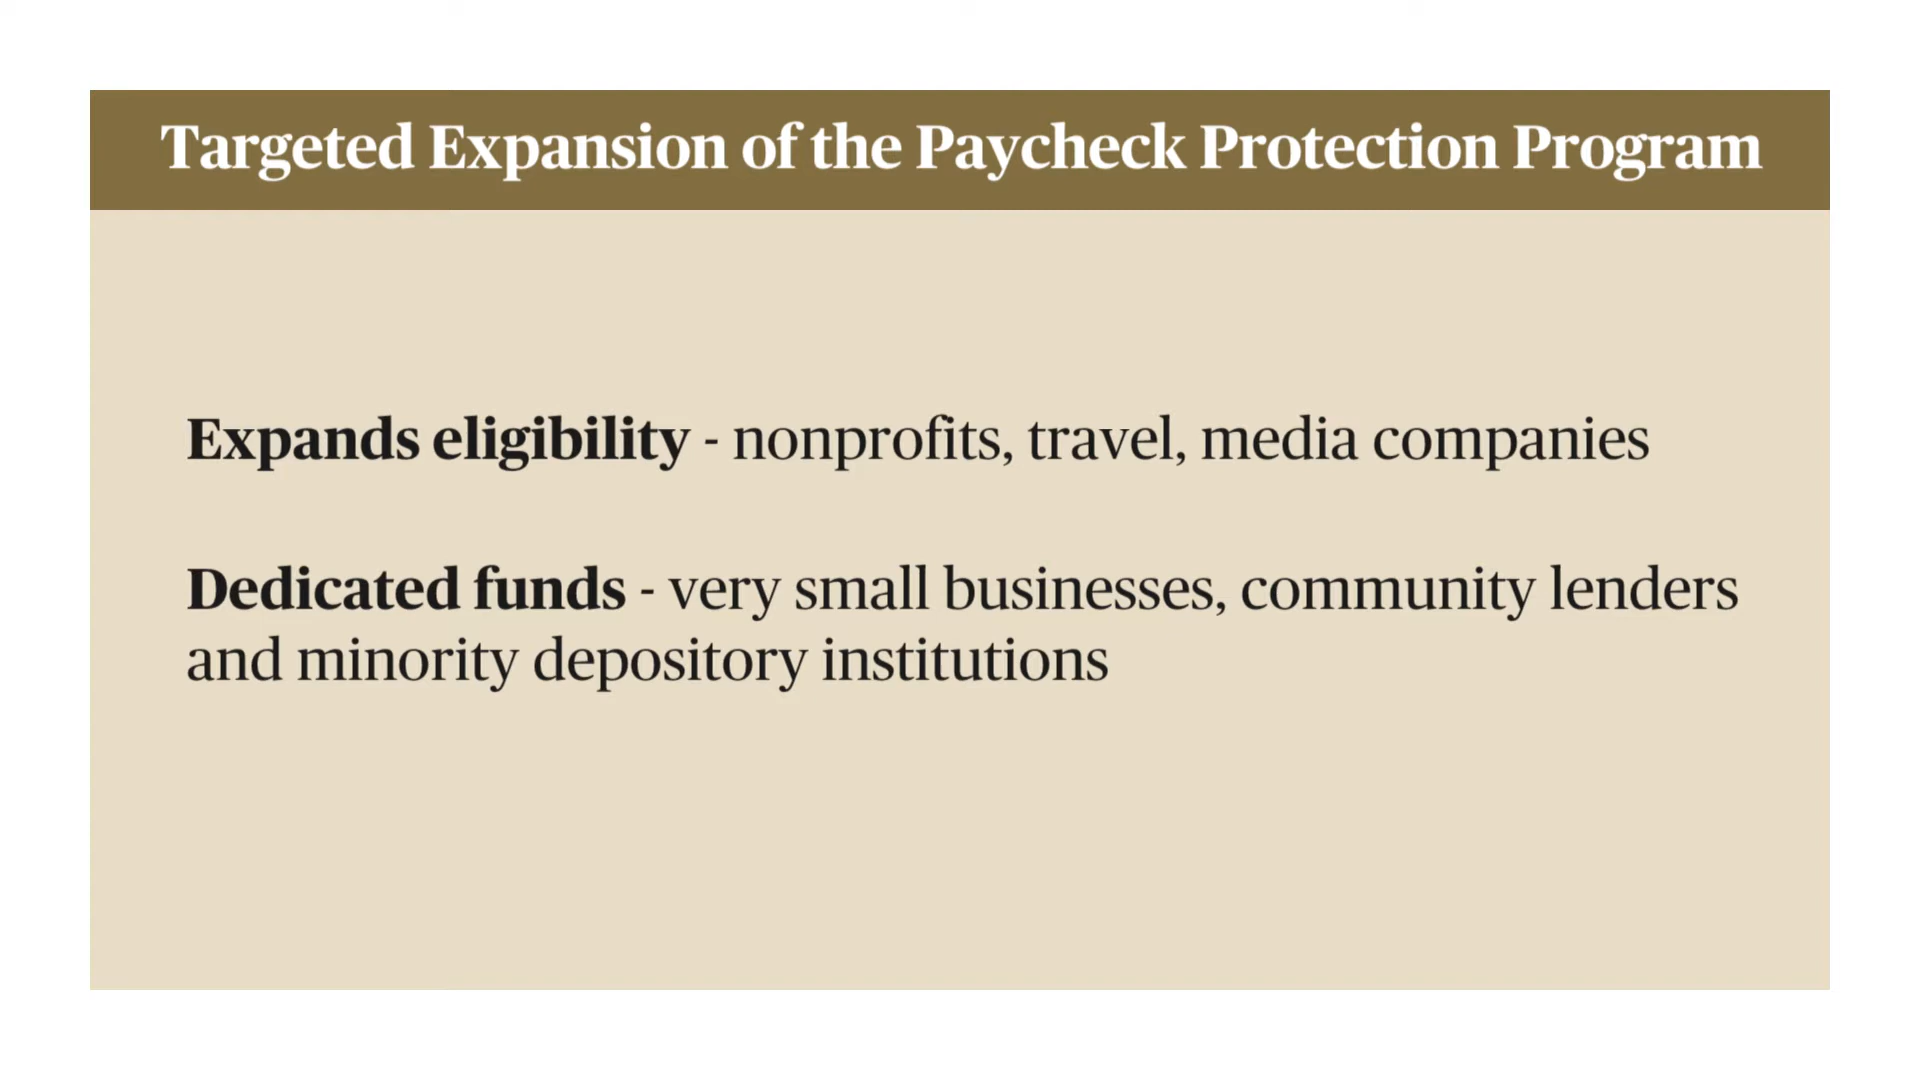 Targeted Expansion of the Paycheck Protection Program
Expands eligibility - nonprofits, travel, media companies
Dedicated funds - very small businesses, community lenders
and minority depository institutions